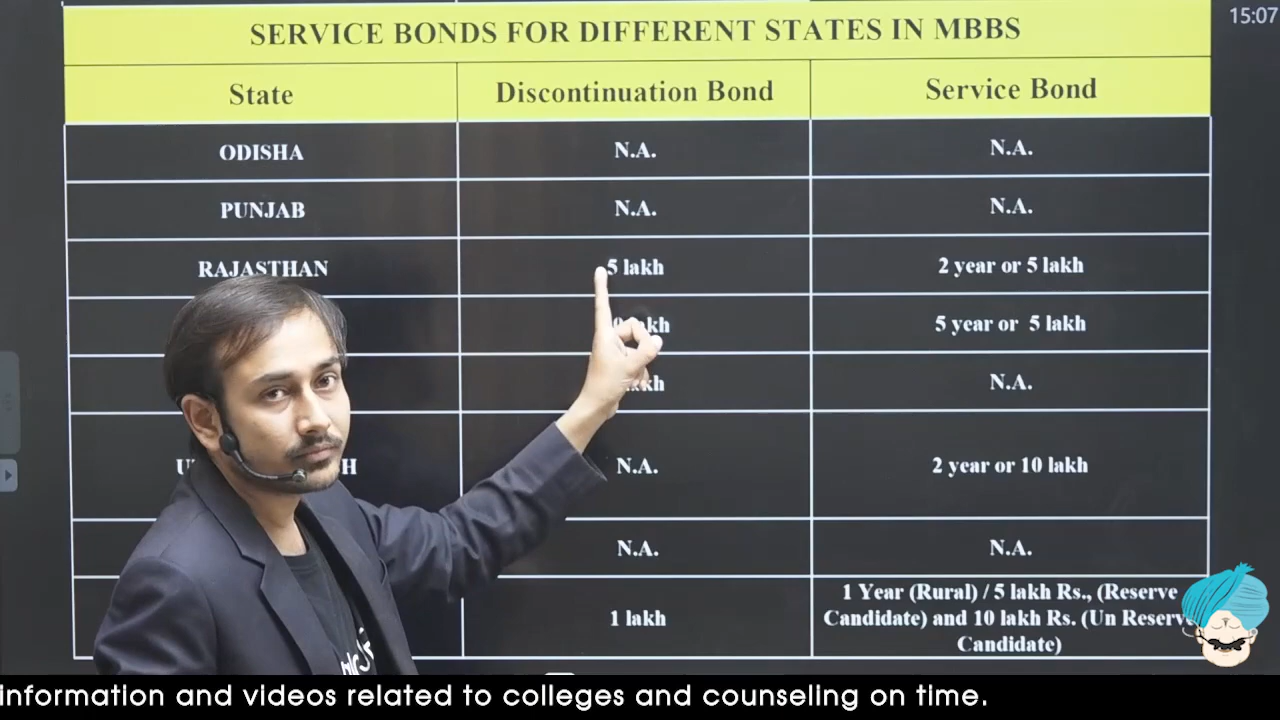 15:07
SERVICE BONDS FOR DIFFERENT STATES IN MBBS
State Discontinuation Bond Service Bond
ODISHA N.A. N.A.
PUNJAB N.A. N.A.
RAJASTHAN 5 lakh 2 year or 5 lakh
lakh 5 year or 5 lakh
lakh N.A.
N.A. 2 year or 10 lakh
N.A. N.A.
1 lakh 1 Year (Rural) / 5 lakh Rs., (Reserve
Candidate) and 10 lakh Rs. (Un Reserve
Candidate)
information and videos related to colleges and counseling on time.